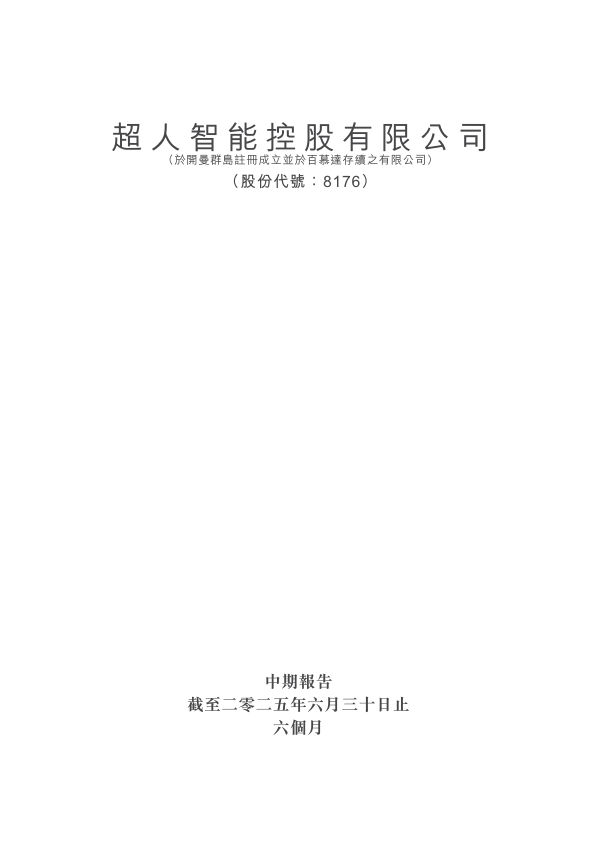 超人智能控股有限公司
（於開曼群島註冊成立並於百慕達存續之有限公司）
（股份代號：8176）
中期報告
截至二零二五年六月三十日止
六個月